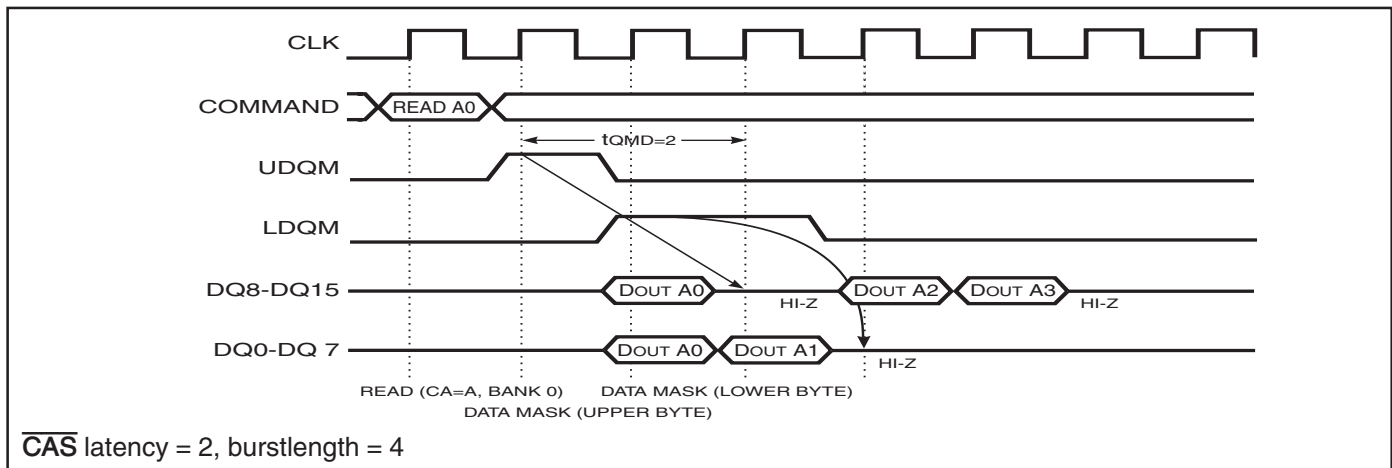 CLK
COMMAND READ A0
tQMD=2
UDQM
LDQM
DQ8-DQ15 DOUT A0 HI-Z DOUT A2 DOUT A3 HI-Z
DQ0-DQ 7 DOUT A0 DOUT A1 HI-Z
READ (CA=A, BANK 0) DATA MASK (LOWER BYTE)
DATA MASK (UPPER BYTE)
CAS latency = 2, burstlength = 4